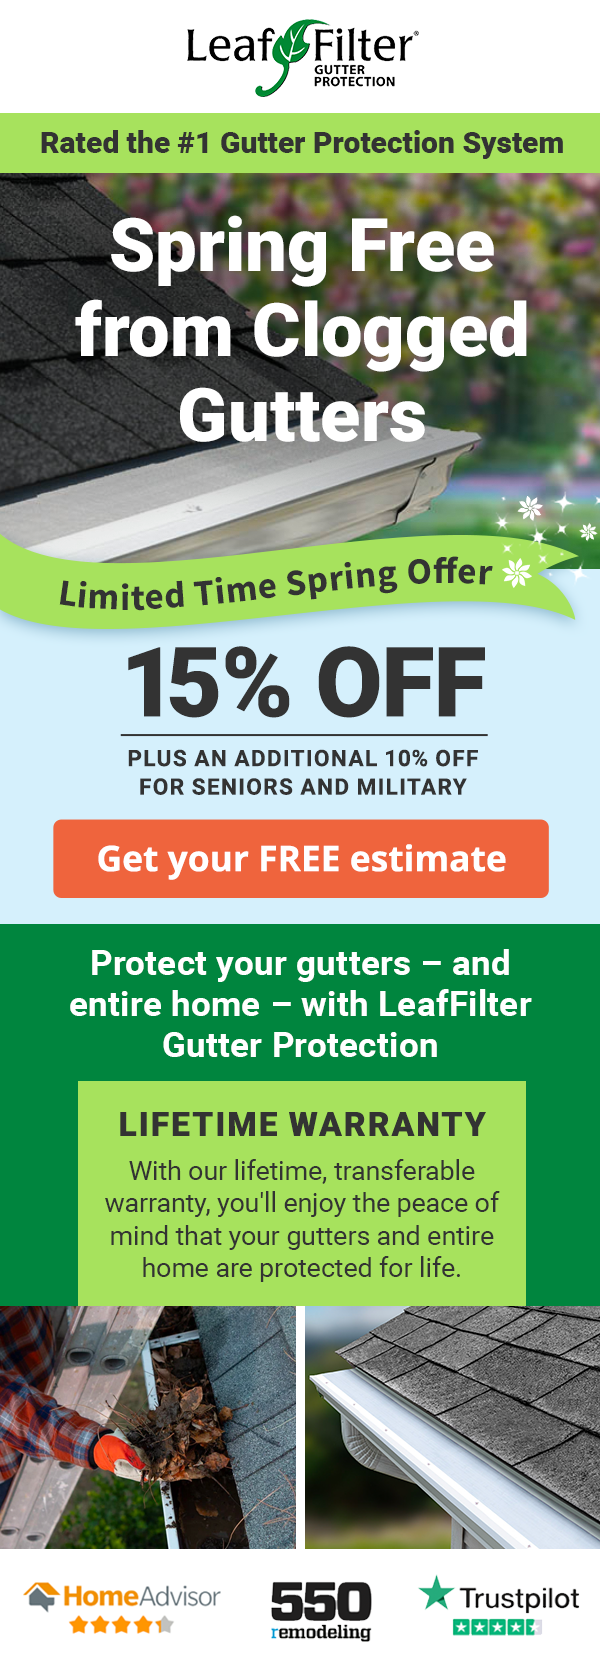 LeafFilter®
GUTTER
PROTECTION
Rated the #1 Gutter Protection System
Spring Free
from Clogged
Gutters
Limited Time Spring Offer
15% OFF
PLUS AN ADDITIONAL 10% OFF
FOR SENIORS AND MILITARY
Get your FREE estimate
Protect your gutters – and
entire home – with LeafFilter
Gutter Protection
LIFETIME WARRANTY
With our lifetime, transferable
warranty, you'll enjoy the peace of
mind that your gutters and entire
home are protected for life.
HomeAdvisor
550
remodeling
Trustpilot